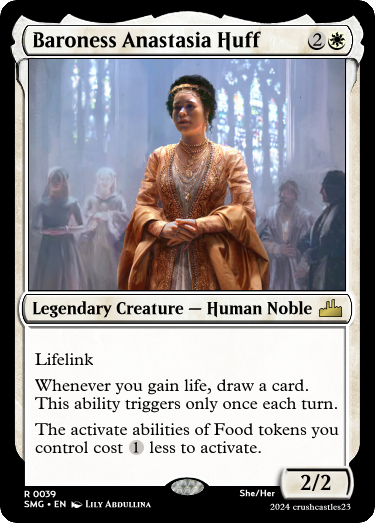 Baroness Anastasia Huff 2
Legendary Creature — Human Noble
Lifelink
Whenever you gain life, draw a card.
This ability triggers only once each turn.
The activate abilities of Food tokens you
control cost 1 less to activate.
2/2
R 0039
SMG • EN Lily Abdullina
She/Her
2024 crushcastles23